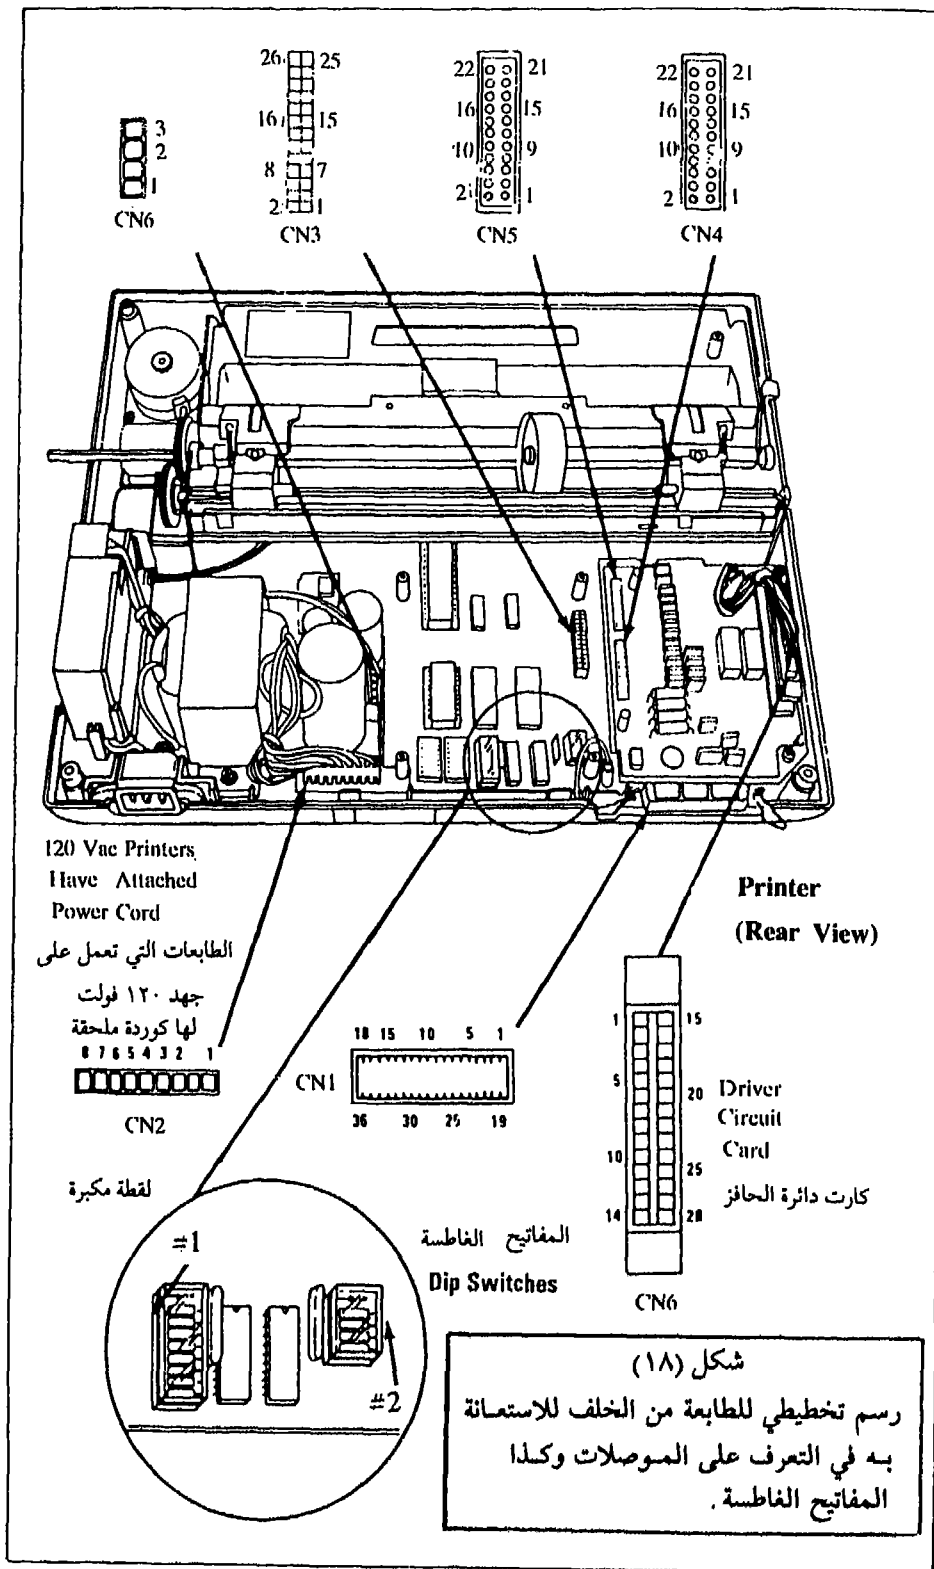 26 25
16 15
8 7
2 1
CN3
22 21
16 15
10 9
2 1
CN5
22 21
16 15
10 9
2 1
CN4
3
2
1
CN6
120 Vac Printers
Have Attached
Power Cord
الطابعات التي تعمل على
جهد ١٢٠ فولت
لها كوردة ملحقة
8 7 6 5 4 3 2 1
CN2
18 15 10 5 1
CN1
36 30 25 19
Printer
(Rear View)
1 15
5 20
10 25
14 28
Driver
Circuit
Card
كارت دائرة الحافز
CN6
لقطة مكبرة
#1
#2
المفاتيح الغاطسة
Dip Switches
شكل (١٨)
رسم تخطيطي للطابعة من الخلف للاستعانة
به في التعرف على الموصلات وكذا
المفاتيح الغاطسة .